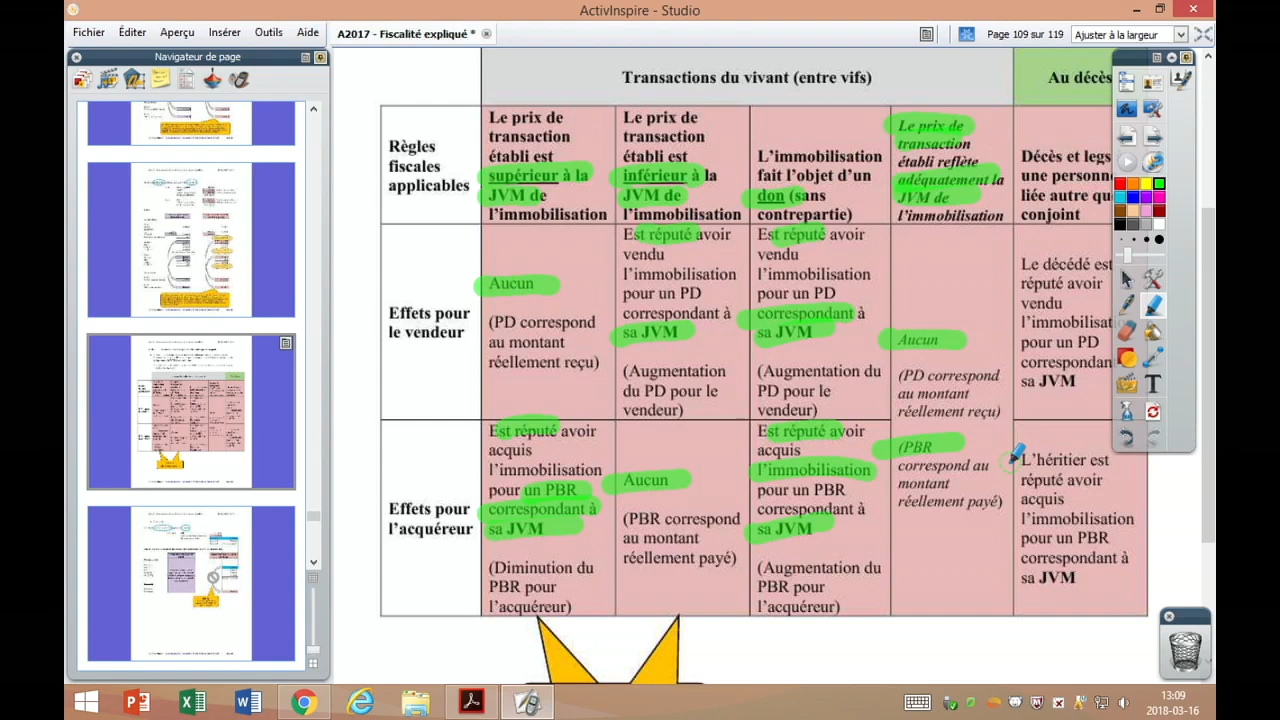 ActivInspire - Studio
Fichier Éditer Aperçu Insérer Outils Aide
A2017 - Fiscalité expliqué *
Page 109 sur 119
Ajuster à la largeur
Navigateur de page
Transactions du vivant (entre vifs)
Au décès
Règles
fiscales
applicables
Le prix de
transaction
établi est
supérieur à la
JVM de
l'immobilisation
Le prix de
transaction
établi est
inférieur à la
JVM de
l'immobilisation
L'immobilisation
fait l'objet d'un
don (sans
contrepartie)
Le prix de
transaction
établi reflète
adéquatement la
JVM de
l'immobilisation
Décès et legs
une personne
liée autre que
conjoint
Effets pour
le vendeur
Aucun
(PD correspond
au montant
réellement reçu)
Est réputé avoir
vendu
l'immobilisation
pour un PD
correspondant à
sa JVM
(Augmentation
du PD pour le
vendeur)
Est réputé avoir
vendu
l'immobilisation
pour un PD
correspondant à
sa JVM
(Augmentation du
PD pour le
vendeur)
Aucun
(PD correspond
au montant
réellement reçu)
Le décédé est
réputé avoir
vendu
l'immobilisat
pour un PD
correspondan
sa JVM
Effets pour
l'acquéreur
Est réputé avoir
acquis
l'immobilisation
pour un PBR
correspondant à
sa JVM
(Diminution du
PBR pour
l'acquéreur)
Aucun
(PBR correspond
au montant
réellement payé)
Est réputé avoir
acquis
l'immobilisation
pour un PBR
correspondant à
sa JVM
(Augmentation du
PBR pour
l'acquéreur)
(PBR
correspond au
montant
réellement payé)
L'héritier est
réputé avoir
acquis
l'immobilisation
pour un PBR
correspondant à
sa JVM
13:09
2018-03-16